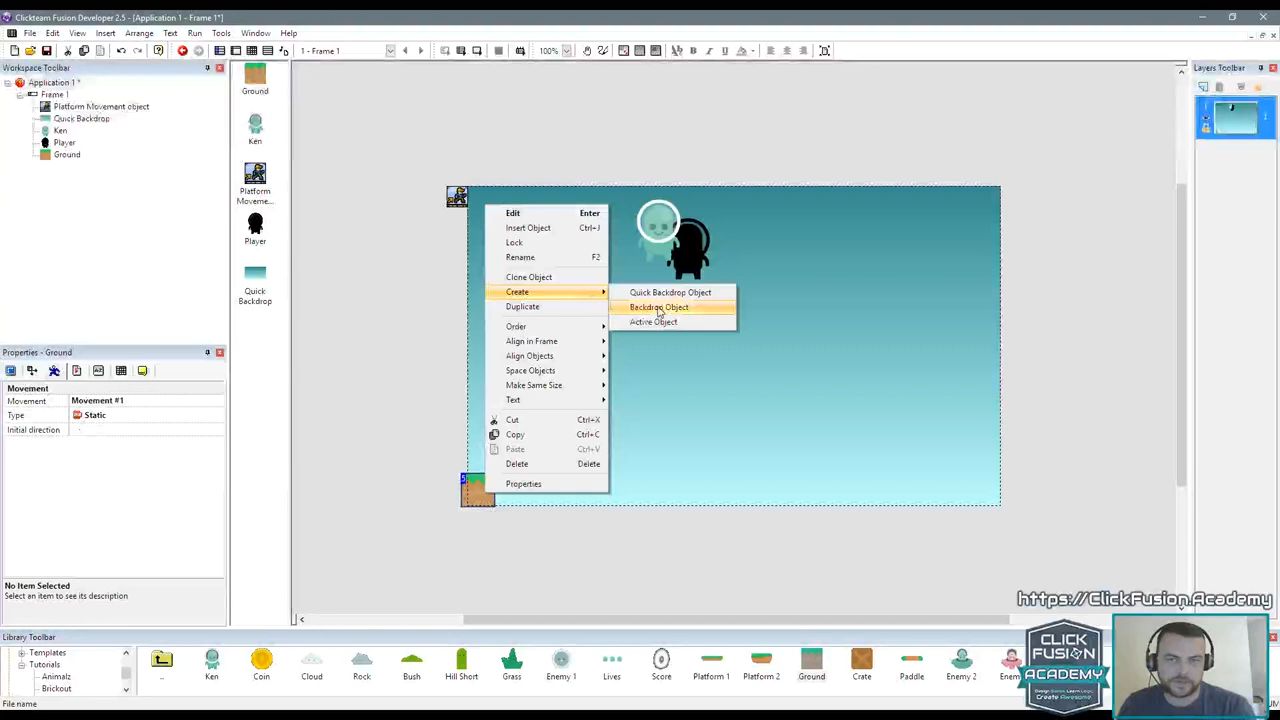 Clickteam Fusion Developer 2.5 - [Application 1 - Frame 1*]
File Edit View Insert Arrange Text Run Tools Window Help
1 - Frame 1
100%
Workspace Toolbar
Application 1 *
Frame 1
Platform Movement object
Quick Backdrop
Ken
Player
Ground
Properties - Ground
Movement
Movement Movement #1
Type Static
Initial direction
No Item Selected
Select an item to see its description
Ground
Ken
Platform
Moveme...
Player
Quick
Backdrop
Edit Enter
Insert Object Ctrl+J
Lock
Rename F2
Clone Object
Create
Duplicate
Order
Align in Frame
Align Objects
Space Objects
Make Same Size
Text
Cut Ctrl+X
Copy Ctrl+C
Paste Ctrl+V
Delete Delete
Properties
Quick Backdrop Object
Backdrop Object
Active Object
Layers Toolbar
https://ClickFusion.Academy
CLICK
FUSION
ACADEMY
Library Toolbar
Templates
Tutorials
Animalz
Brickout
..
Ken
Coin
Cloud
Rock
Bush
Hill Short
Grass
Enemy 1
Lives
Score
Platform 1
Platform 2
Ground
Crate
Paddle
Enemy 2
File name